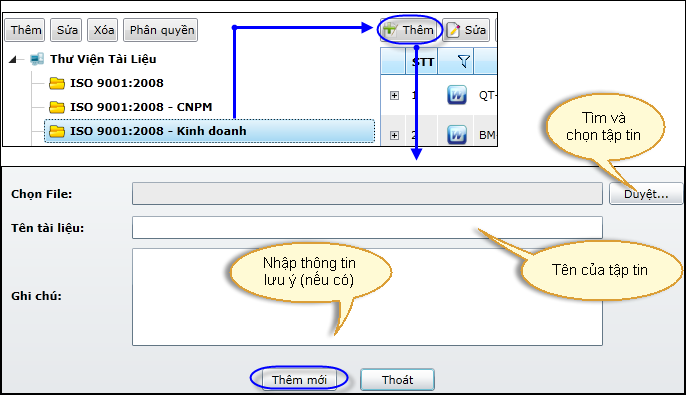 Thêm Sửa Xóa Phân quyền
Thêm Sửa
Thư Viện Tài Liệu
ISO 9001:2008
ISO 9001:2008 - CNPM
ISO 9001:2008 - Kinh doanh
STT
1 W QT-
2 W BM
Tìm và
chọn tập tin
Chọn File: Duyệt...
Tên tài liệu:
Tên của tập tin
Nhập thông tin
lưu ý (nếu có)
Ghi chú:
Thêm mới Thoát